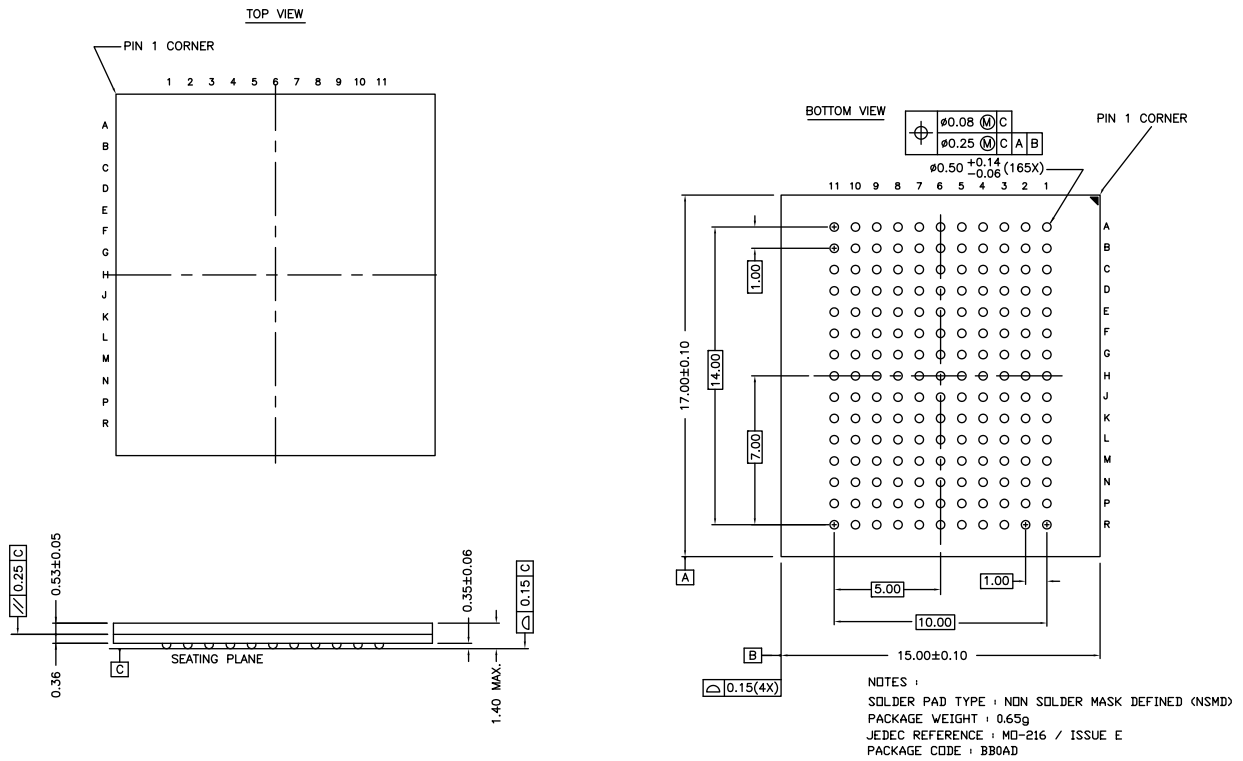 TOP VIEW
PIN 1 CORNER
1 2 3 4 5 6 7 8 9 10 11
A
B
C
D
E
F
G
H
J
K
L
M
N
P
R
BOTTOM VIEW
ø0.08 Ⓜ C
ø0.25 Ⓜ C A B
ø0.50 +0.14 -0.06 (165X)
PIN 1 CORNER
11 10 9 8 7 6 5 4 3 2 1
A
B
C
D
E
F
G
H
J
K
L
M
N
P
R
1.00
14.00
7.00
17.00±0.10
A
5.00
1.00
10.00
B
15.00±0.10
0.15(4X)
// 0.25 C
0.53±0.05
0.36
C
SEATING PLANE
0.35±0.06
0.15 C
1.40 MAX.
NOTES :
SOLDER PAD TYPE : NON SOLDER MASK DEFINED (NSMD)
PACKAGE WEIGHT : 0.65g
JEDEC REFERENCE : MO-216 / ISSUE E
PACKAGE CODE : BB0AD